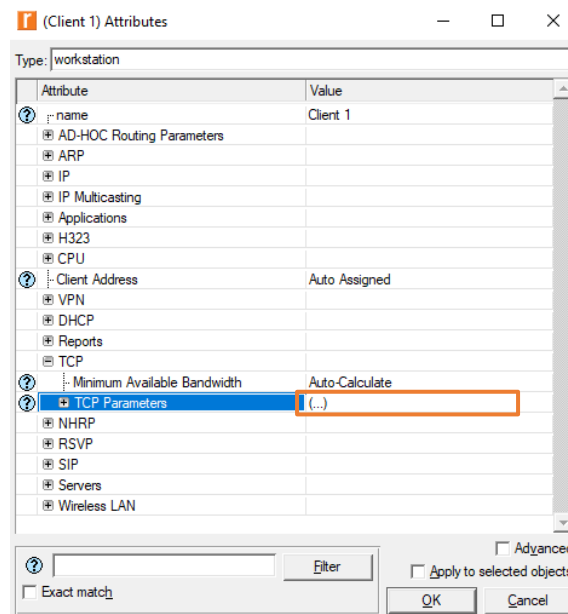 (Client 1) Attributes
Type: workstation
Attribute Value
name Client 1
AD-HOC Routing Parameters
ARP
IP
IP Multicasting
Applications
H323
CPU
Client Address Auto Assigned
VPN
DHCP
Reports
TCP
Minimum Available Bandwidth Auto-Calculate
TCP Parameters (...)
NHRP
RSVP
SIP
Servers
Wireless LAN
Advanced
Filter Apply to selected objects
Exact match
OK Cancel